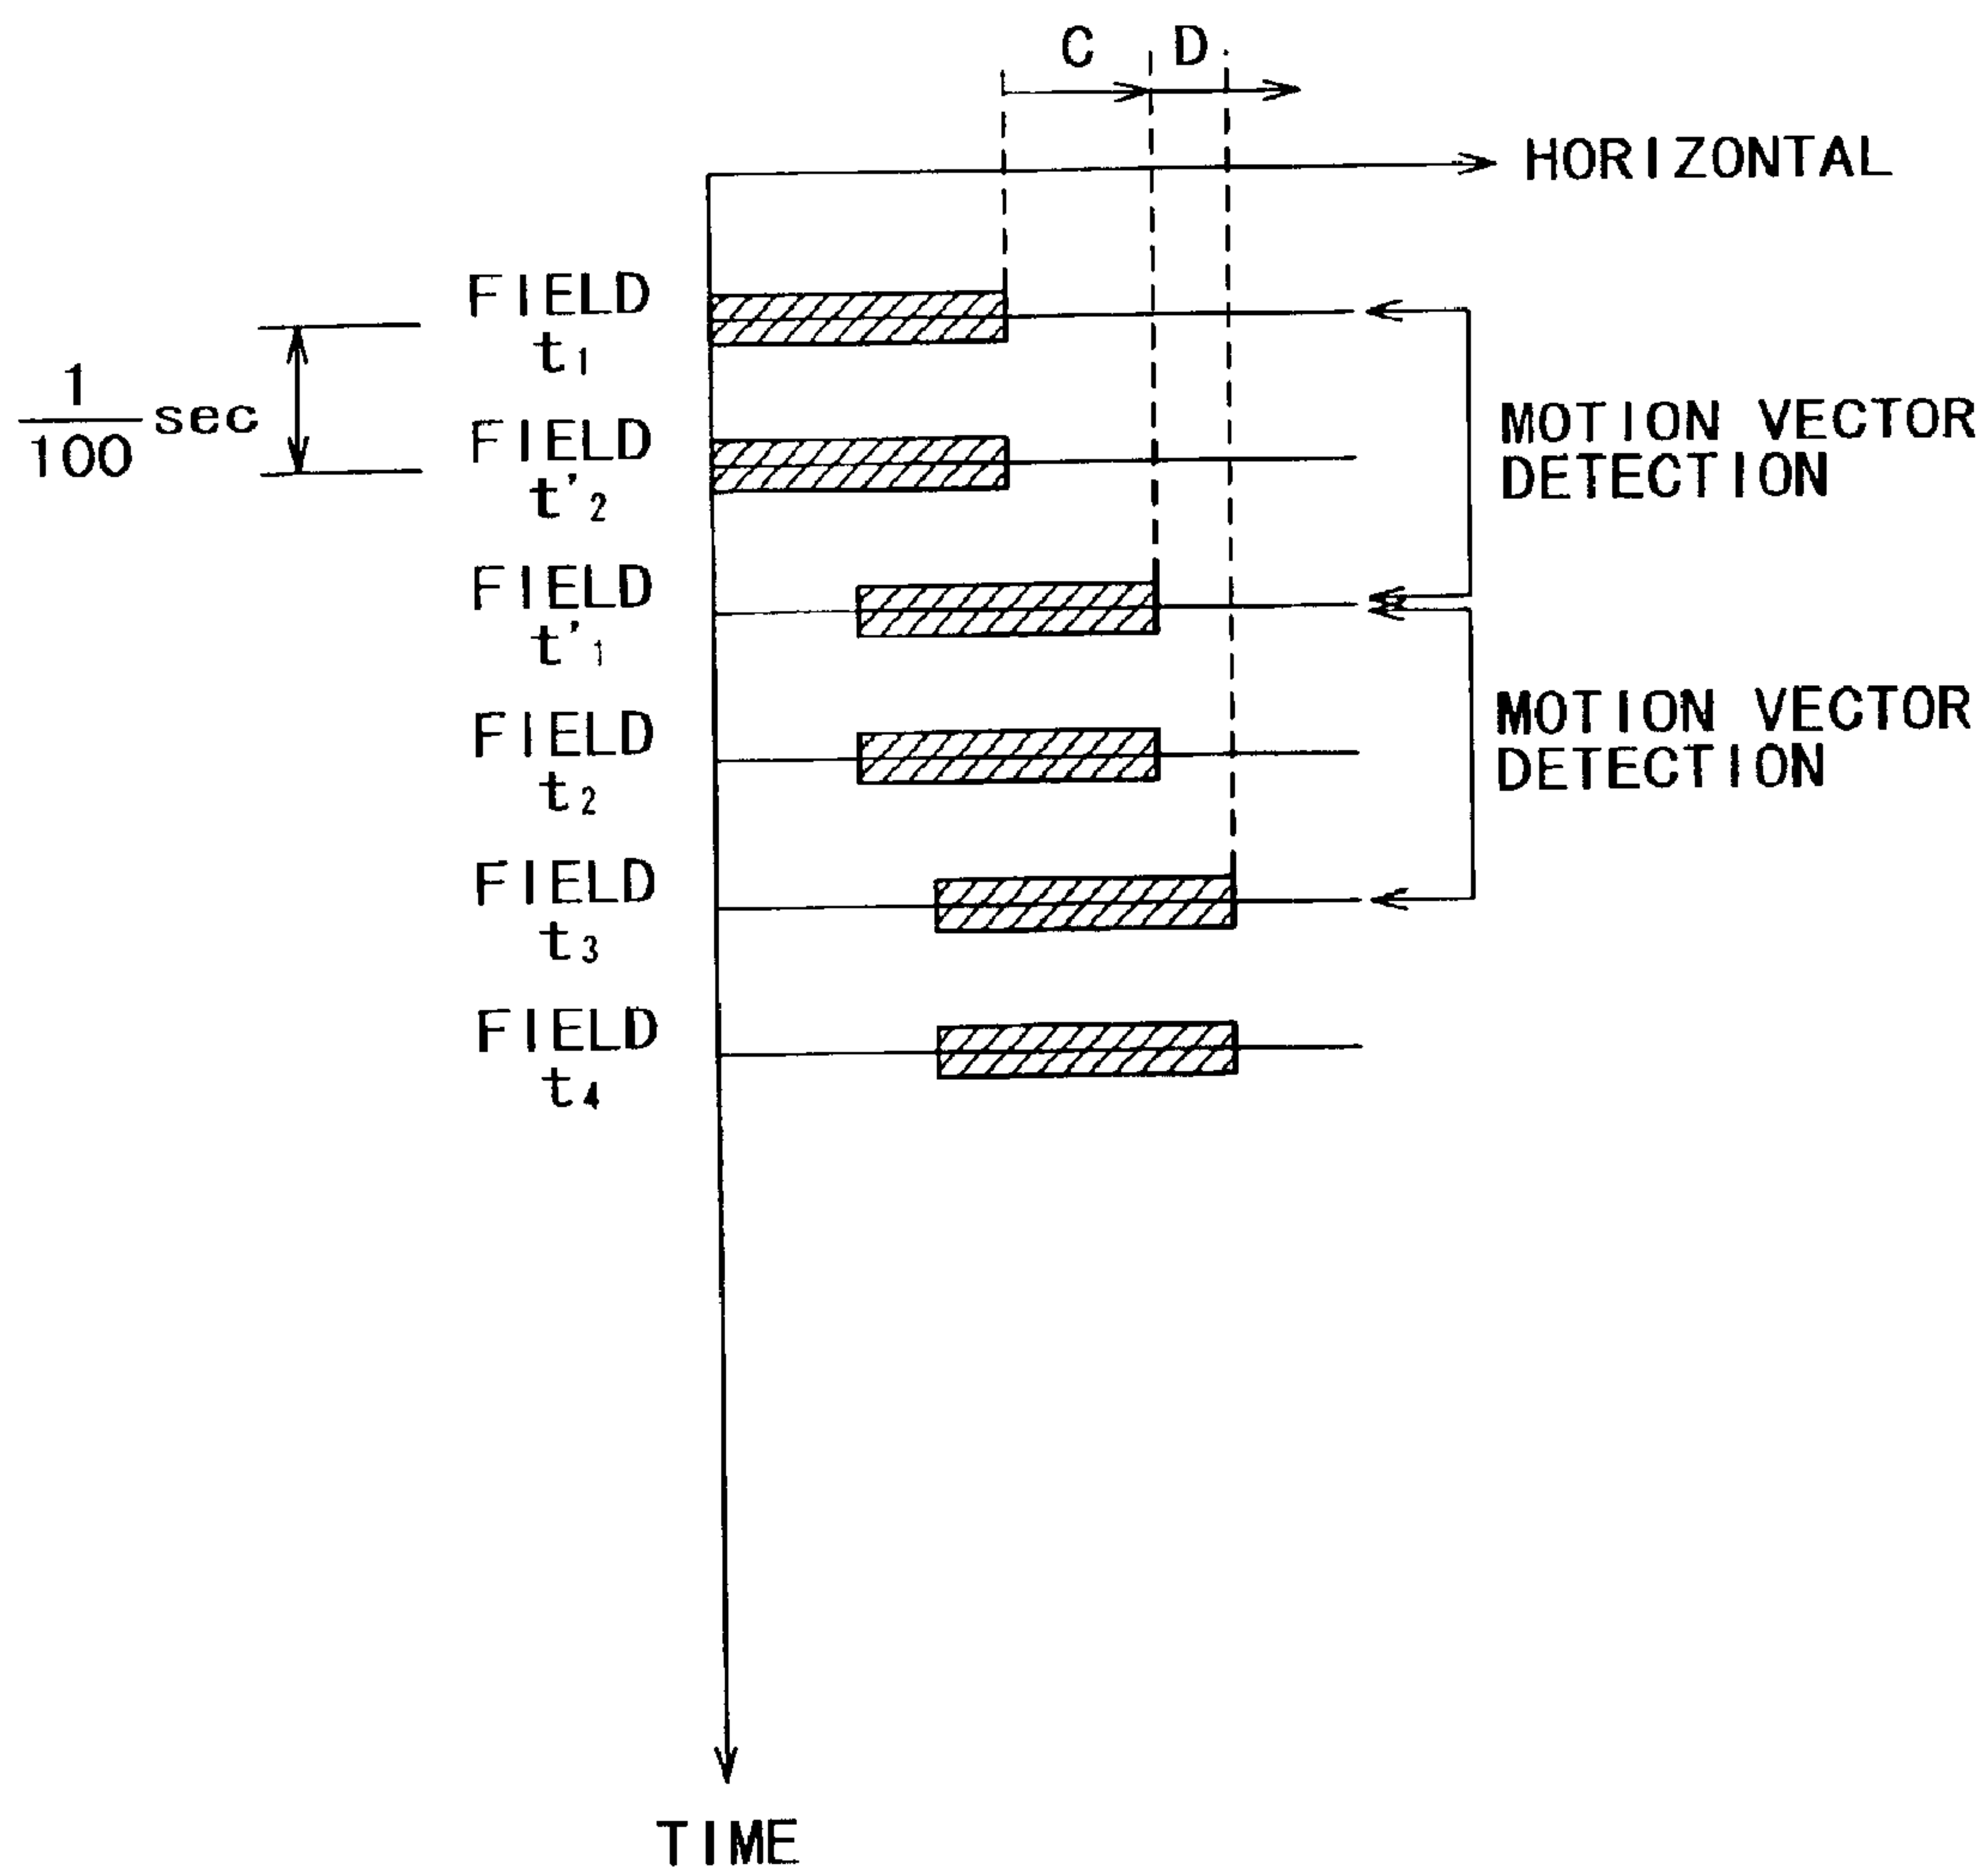 C D
HORIZONTAL
FIELD
t1
1
100
sec
FIELD
t'2
MOTION VECTOR
DETECTION
FIELD
t'1
FIELD
t2
MOTION VECTOR
DETECTION
FIELD
t3
FIELD
t4
TIME